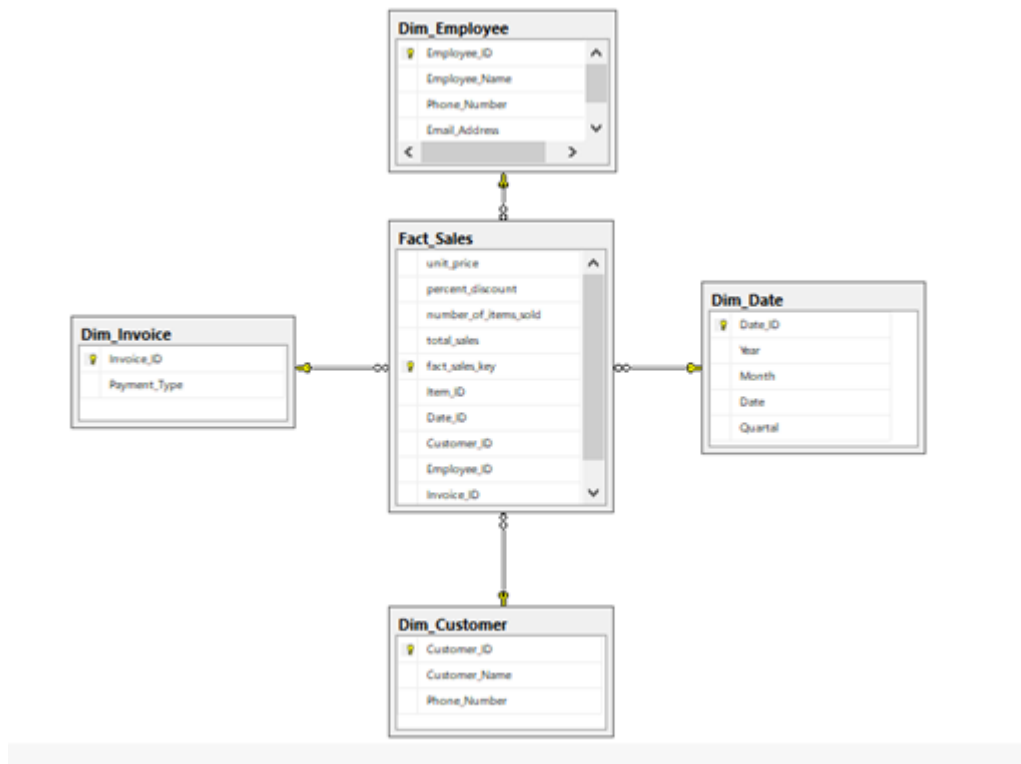 Dim_Employee
Employee_ID
Employee_Name
Phone_Number
Email_Address
Fact_Sales
unit_price
percent_discount
number_of_items_sold
total_sales
fact_sales_key
Item_ID
Date_ID
Customer_ID
Employee_ID
Invoice_ID
Dim_Invoice
Invoice_ID
Payment_Type
Dim_Date
Date_ID
Year
Month
Date
Quartal
Dim_Customer
Customer_ID
Customer_Name
Phone_Number